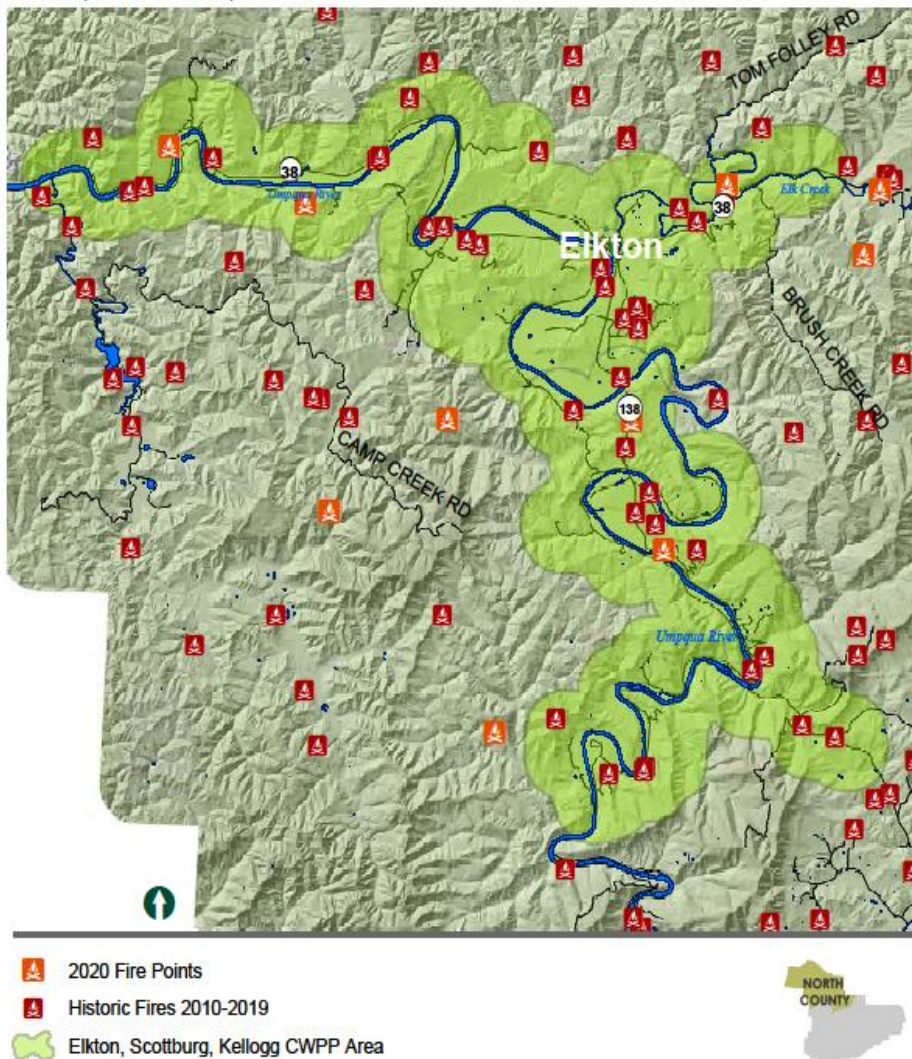 TOM FOLLEY RD
38
Umpqua River
38
Elk Creek
Elkton
BRUSH CREEK RD
138
CAMP CREEK RD
Umpqua River
2020 Fire Points
Historic Fires 2010-2019
Elkton, Scottburg, Kellogg CWPP Area
NORTH
COUNTY